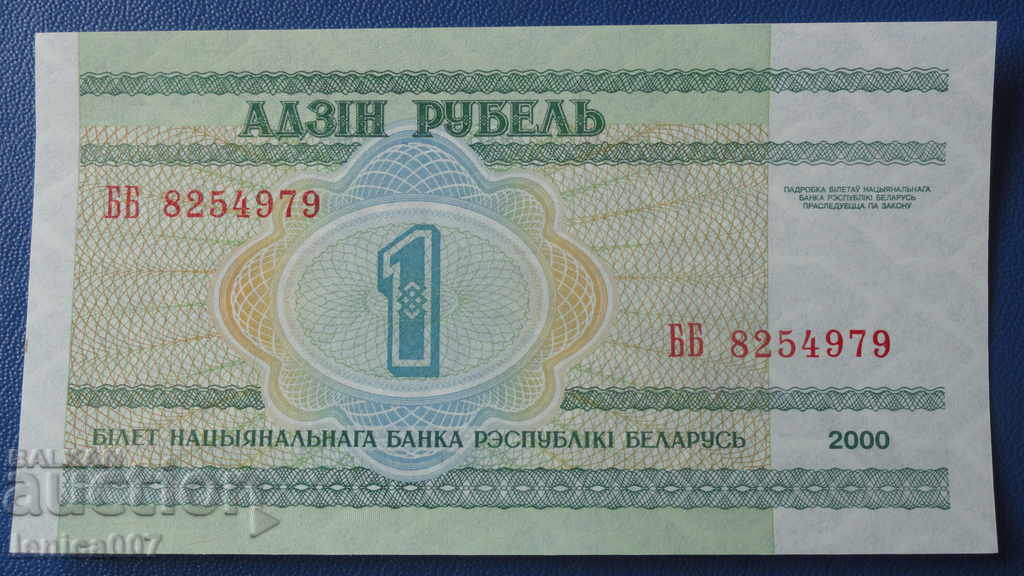 АДЗІН РУБЕЛЬ
ББ 8254979
ПАДРОБКА БІЛЕТАЎ НАЦЫЯНАЛЬНАГА
БАНКА РЭСПУБЛІКІ БЕЛАРУСЬ
ПРАСЛЕДУЕЦЦА ПА ЗАКОНУ
1
ББ 8254979
БІЛЕТ НАЦЫЯНАЛЬНАГА БАНКА РЭСПУБЛІКІ БЕЛАРУСЬ 2000
BALKAN
auction
lenica007